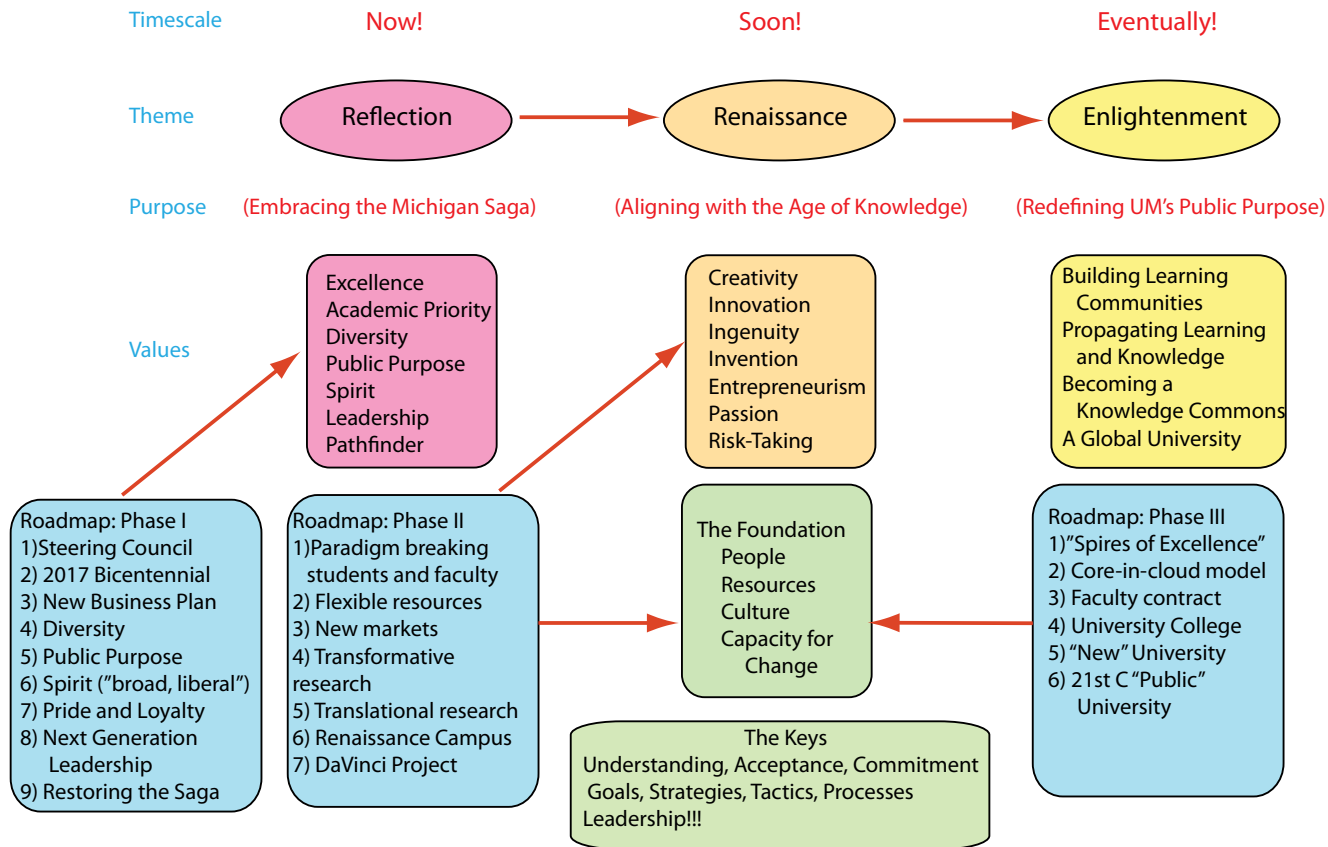 Timescale
Now!
Soon!
Eventually!
Theme
Reflection
Renaissance
Enlightenment
Purpose
(Embracing the Michigan Saga)
(Aligning with the Age of Knowledge)
(Redefining UM’s Public Purpose)
Values
Excellence
Academic Priority
Diversity
Public Purpose
Spirit
Leadership
Pathfinder
Creativity
Innovation
Ingenuity
Invention
Entrepreneurism
Passion
Risk-Taking
Building Learning
Communities
Propagating Learning
and Knowledge
Becoming a
Knowledge Commons
A Global University
Roadmap: Phase I
1)Steering Council
2) 2017 Bicentennial
3) New Business Plan
4) Diversity
5) Public Purpose
6) Spirit (”broad, liberal”)
7) Pride and Loyalty
8) Next Generation
Leadership
9) Restoring the Saga
Roadmap: Phase II
1)Paradigm breaking
students and faculty
2) Flexible resources
3) New markets
4) Transformative
research
5) Translational research
6) Renaissance Campus
7) DaVinci Project
The Foundation
People
Resources
Culture
Capacity for
Change
Roadmap: Phase III
1)”Spires of Excellence”
2) Core-in-cloud model
3) Faculty contract
4) University College
5) “New” University
6) 21st C “Public”
University
The Keys
Understanding, Acceptance, Commitment
Goals, Strategies, Tactics, Processes
Leadership!!!